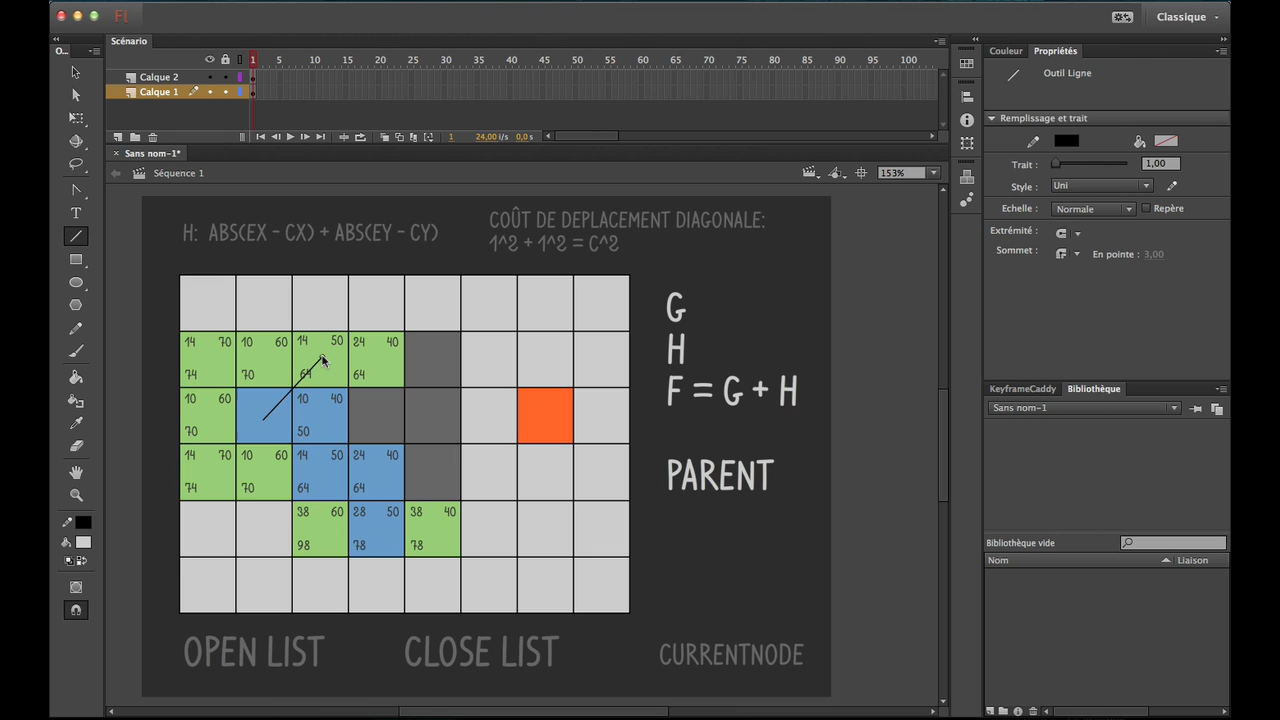 Ft
Classique
O...
Scénario
Couleur
Propriétés
1 5 10 15 20 25 30 35 40 45 50 55 60 65 70 75 80 85 90 95 100
Outil Ligne
Calque 2
Calque 1
Remplissage et trait
1 24,00 i/s 0,0 s
Sans nom-1*
Trait : 1,00
Séquence 1
153%
Style : Uni
Echelle : Normale Repère
Extrémité :
Sommet : En pointe : 3,00
H: ABS(EX - CX) + ABS(EY - CY)
COÛT DE DEPLACEMENT DIAGONALE:
1^2 + 1^2 = C^2
14 70 10 60 14 50 24 40
74 70 64 64
10 60 10 40
70 50
14 70 10 60 14 50 24 40
74 70 64 64
38 60 28 50 38 40
98 78 78
G
H
F = G + H
PARENT
OPEN LIST
CLOSE LIST
CURRENTNODE
KeyframeCaddy
Bibliothèque
Sans nom-1
Bibliothèque vide
Nom
Liaison